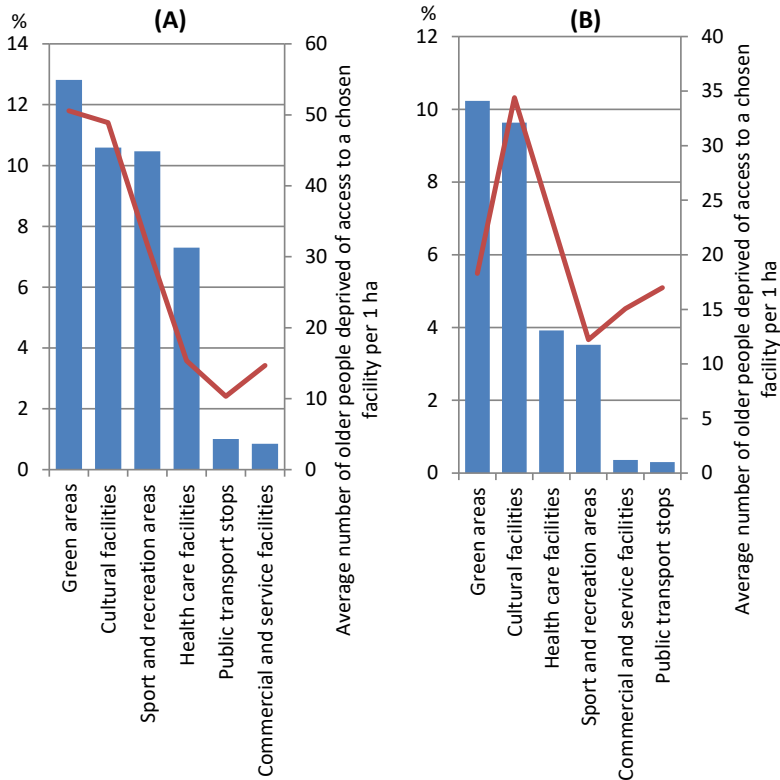 %
(A)
14
12
10
8
6
4
2
0
60
50
40
30
20
10
0
Average number of older people deprived of access to a chosen
facility per 1 ha
Green areas
Cultural facilities
Sport and recreation areas
Health care facilities
Public transport stops
Commercial and service facilities
%
(B)
12
10
8
6
4
2
0
40
35
30
25
20
15
10
5
0
Average number of older people deprived of access to a chosen
facility per 1 ha
Green areas
Cultural facilities
Health care facilities
Sport and recreation areas
Commercial and service facilities
Public transport stops